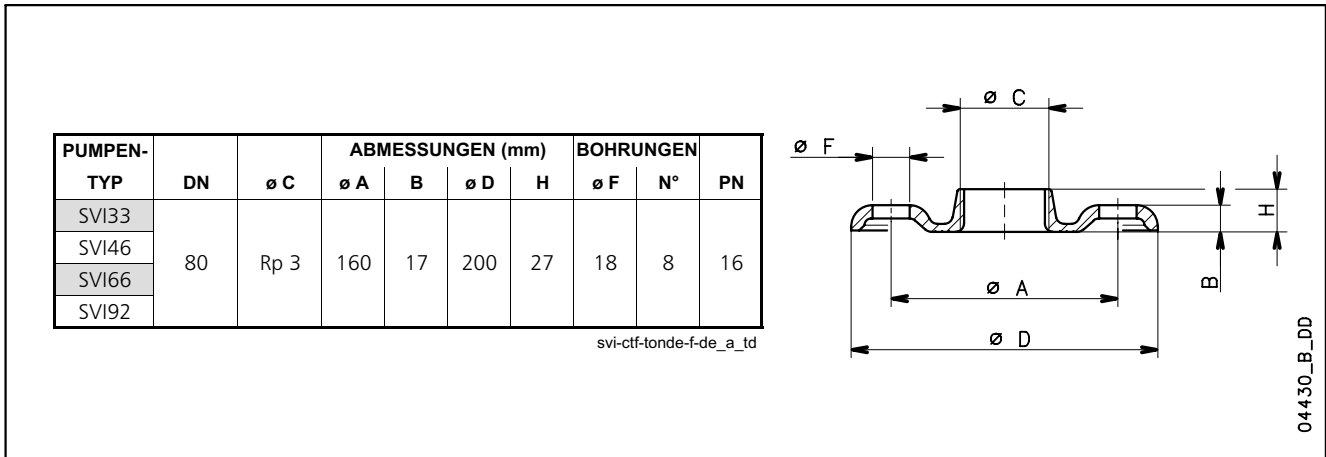 PUMPEN- ABMESSUNGEN (mm) BOHRUNGEN
TYP DN ø C ø A B ø D H ø F N° PN
SVI33
SVI46
SVI66
SVI92
80 Rp 3 160 17 200 27 18 8 16
svi-ctf-tonde-f-de_a_td
ø C
ø F
H
B
ø A
ø D
04430_B_DD